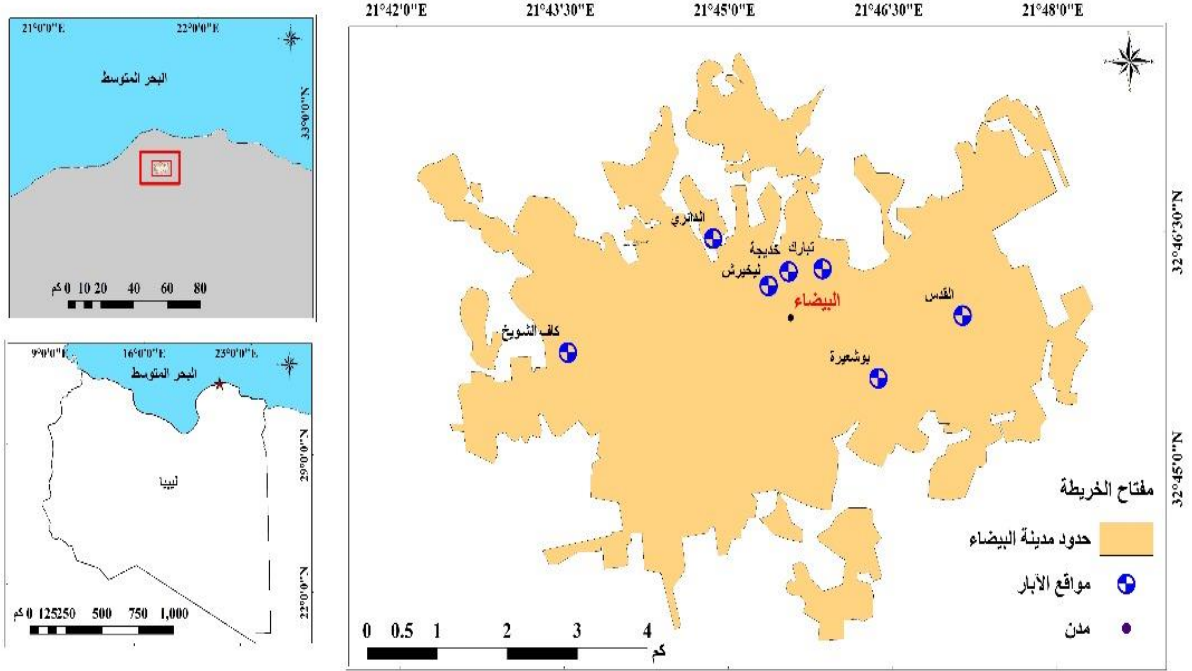 21°0'0"E 22°0'0"E
البحر المتوسط
33°0'0"N
كم 0 10 20 40 60 80
9°0'0"E 16°0'0"E 23°0'0"E
البحر المتوسط
29°0'0"N
ليبيا
22°0'0"N
كم 0 125 250 500 750 1,000
21°42'0"E 21°43'30"E 21°45'0"E 21°46'30"E 21°48'0"E
الدائري
تبارك
خديجة
ليخيرش
البيضاء
القدس
كاف الشويخ
بوشعيرة
32°46'30"N
32°45'0"N
مفتاح الخريطة
حدود مدينة البيضاء
مواقع الآبار
مدن
0 0.5 1 2 3 4
كم